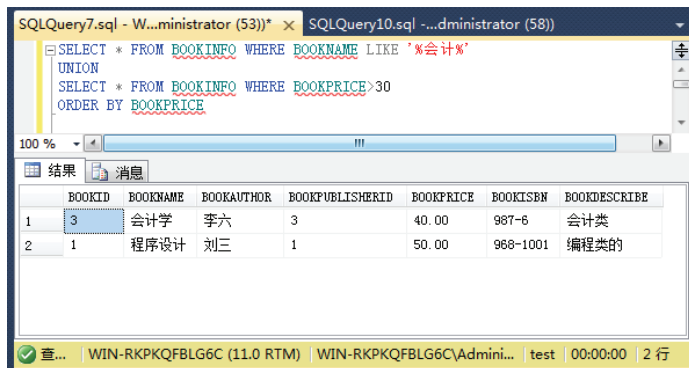 SQLQuery7.sql - W...ministrator (53))* SQLQuery10.sql -...dministrator (58))
SELECT * FROM BOOKINFO WHERE BOOKNAME LIKE '%会计%'
UNION
SELECT * FROM BOOKINFO WHERE BOOKPRICE>30
ORDER BY BOOKPRICE
100 %
结果 消息
BOOKID BOOKNAME BOOKAUTHOR BOOKPUBLISHERID BOOKPRICE BOOKISBN BOOKDESCRIBE
1 3 会计学 李六 3 40.00 987-6 会计类
2 1 程序设计 刘三 1 50.00 968-1001 编程类的
查... WIN-RKPKQFBLG6C (11.0 RTM) WIN-RKPKQFBLG6C\Admini... test 00:00:00 2 行